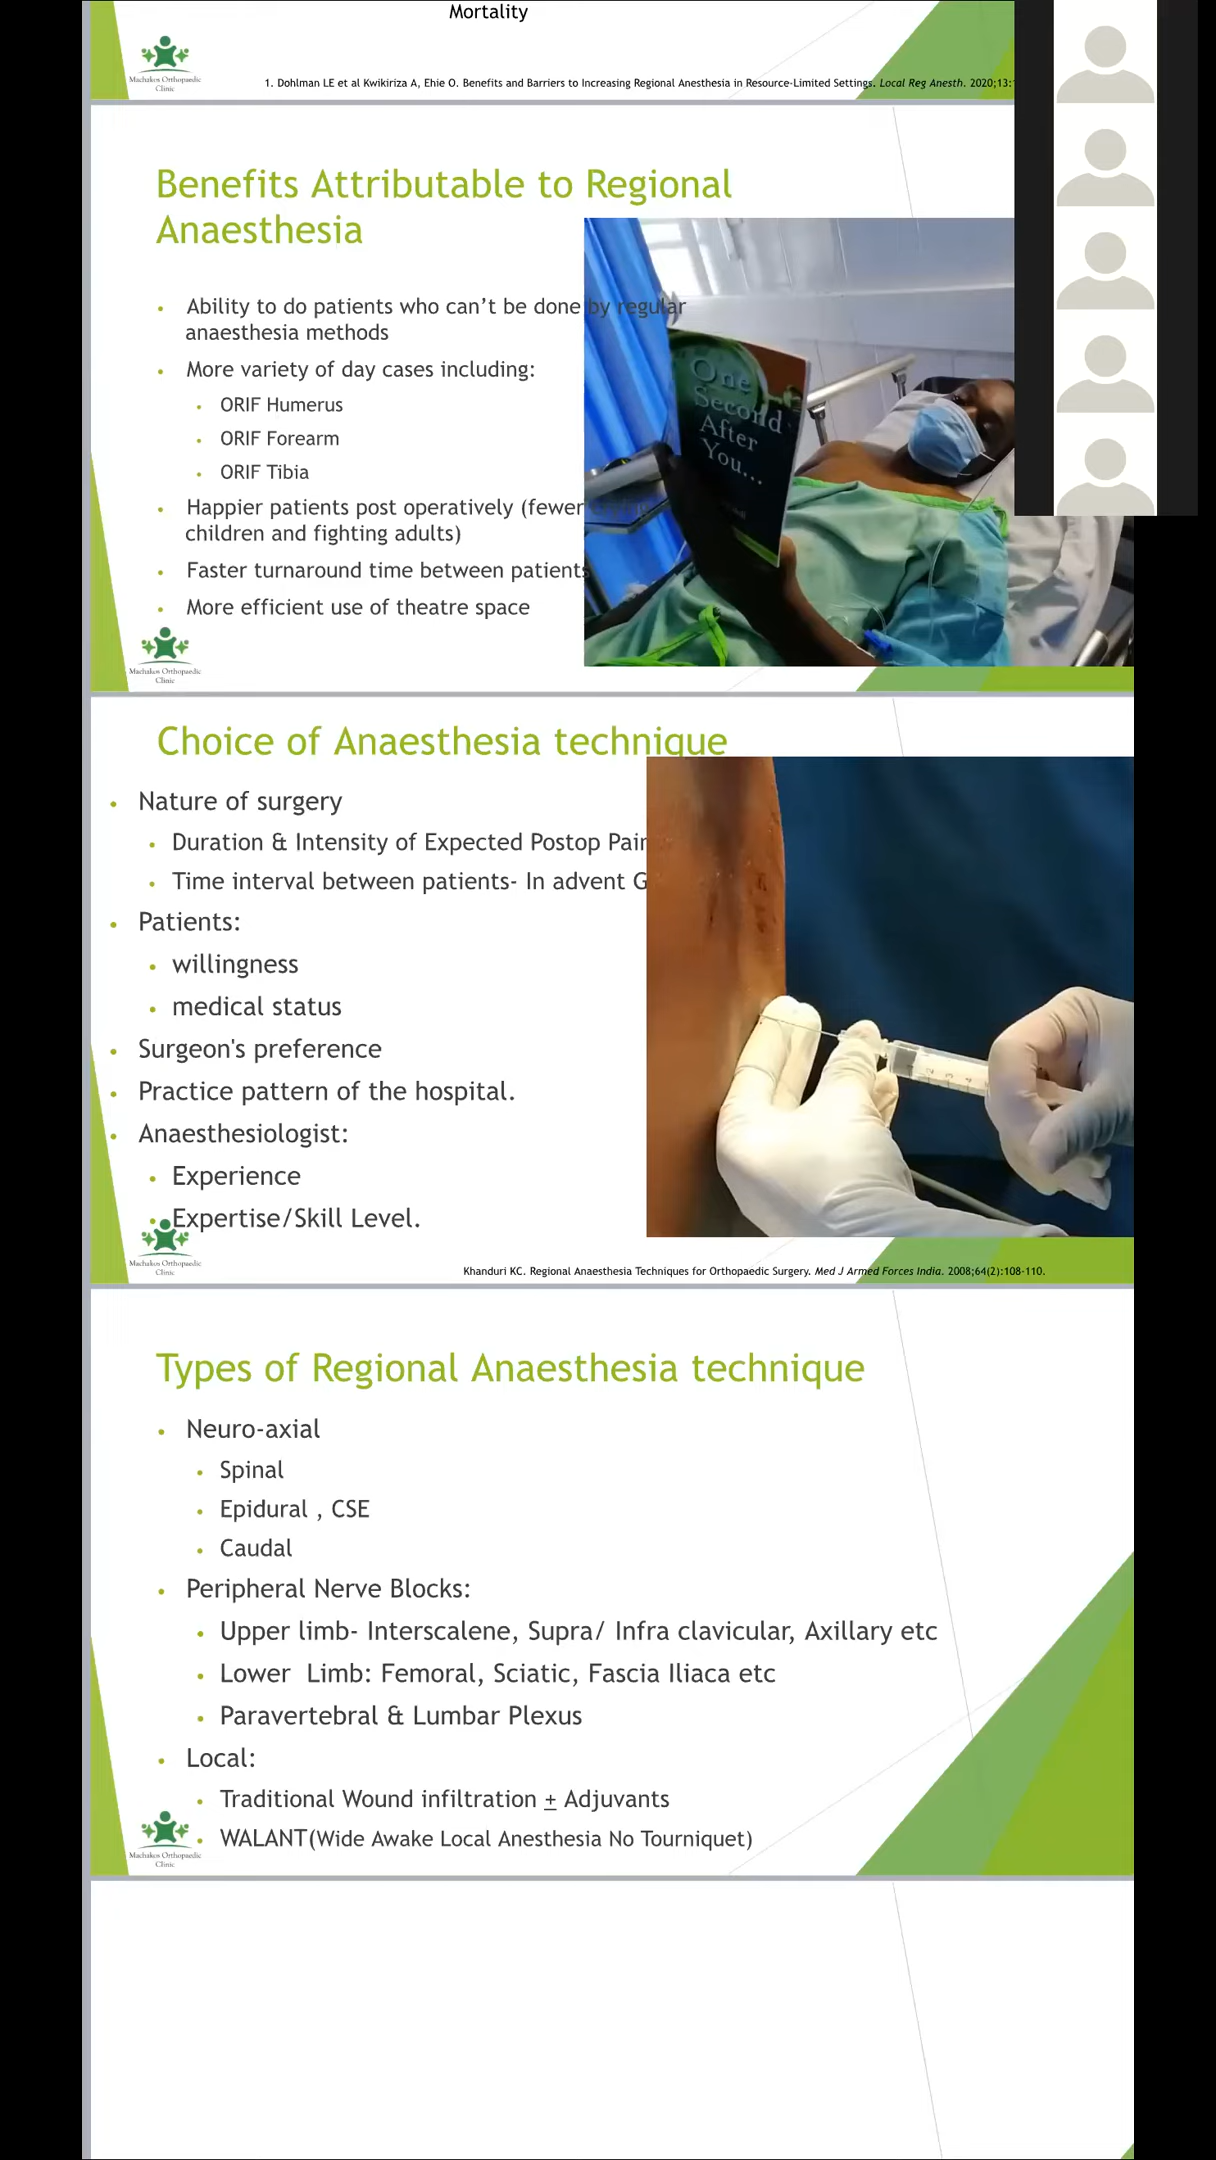 Mortality
Machakos Orthopaedic
Clinic
1. Dohlman LE et al Kwikiriza A, Ehie O. Benefits and Barriers to Increasing Regional Anesthesia in Resource-Limited Settings. Local Reg Anesth. 2020;13:
Benefits Attributable to Regional
Anaesthesia
• Ability to do patients who can’t be done by regular
anaesthesia methods
• More variety of day cases including:
• ORIF Humerus
• ORIF Forearm
• ORIF Tibia
• Happier patients post operatively (fewer
children and fighting adults)
• Faster turnaround time between patients
• More efficient use of theatre space
One
Second
After
You...
Machakos Orthopaedic
Clinic
Choice of Anaesthesia technique
• Nature of surgery
• Duration & Intensity of Expected Postop Pain
• Time interval between patients- In advent G
• Patients:
• willingness
• medical status
• Surgeon's preference
• Practice pattern of the hospital.
• Anaesthesiologist:
• Experience
• Expertise/Skill Level.
Machakos Orthopaedic
Clinic
Khanduri KC. Regional Anaesthesia Techniques for Orthopaedic Surgery. Med J Armed Forces India. 2008;64(2):108-110.
Types of Regional Anaesthesia technique
• Neuro-axial
• Spinal
• Epidural , CSE
• Caudal
• Peripheral Nerve Blocks:
• Upper limb- Interscalene, Supra/ Infra clavicular, Axillary etc
• Lower  Limb: Femoral, Sciatic, Fascia Iliaca etc
• Paravertebral & Lumbar Plexus
• Local:
• Traditional Wound infiltration ± Adjuvants
• WALANT(Wide Awake Local Anesthesia No Tourniquet)
Machakos Orthopaedic
Clinic